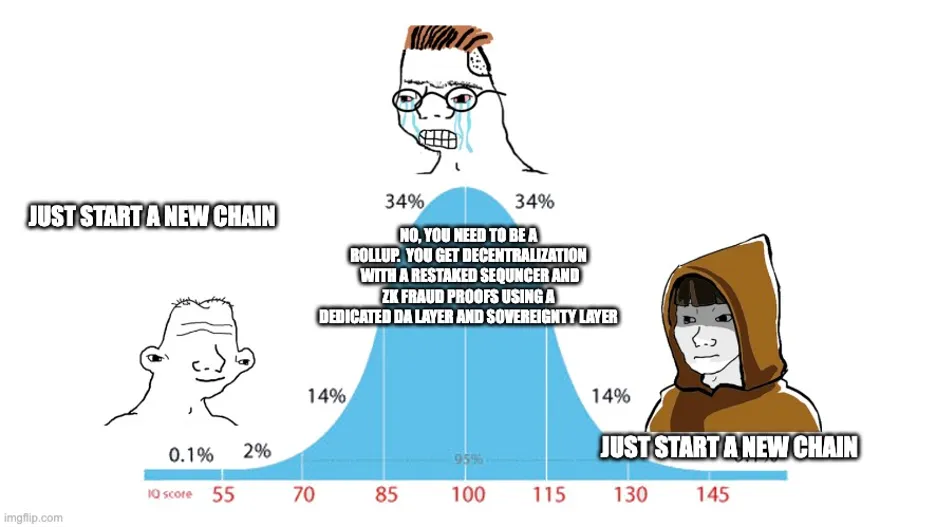 34% 34%
JUST START A NEW CHAIN
NO, YOU NEED TO BE A
ROLLUP. YOU GET DECENTRALIZATION
WITH A RESTAKED SEQUNCER AND
ZK FRAUD PROOFS USING A
DEDICATED DA LAYER AND SOVEREIGNTY LAYER
14% 14%
JUST START A NEW CHAIN
0.1% 2% 95%
IQ score 55 70 85 100 115 130 145
imgflip.com